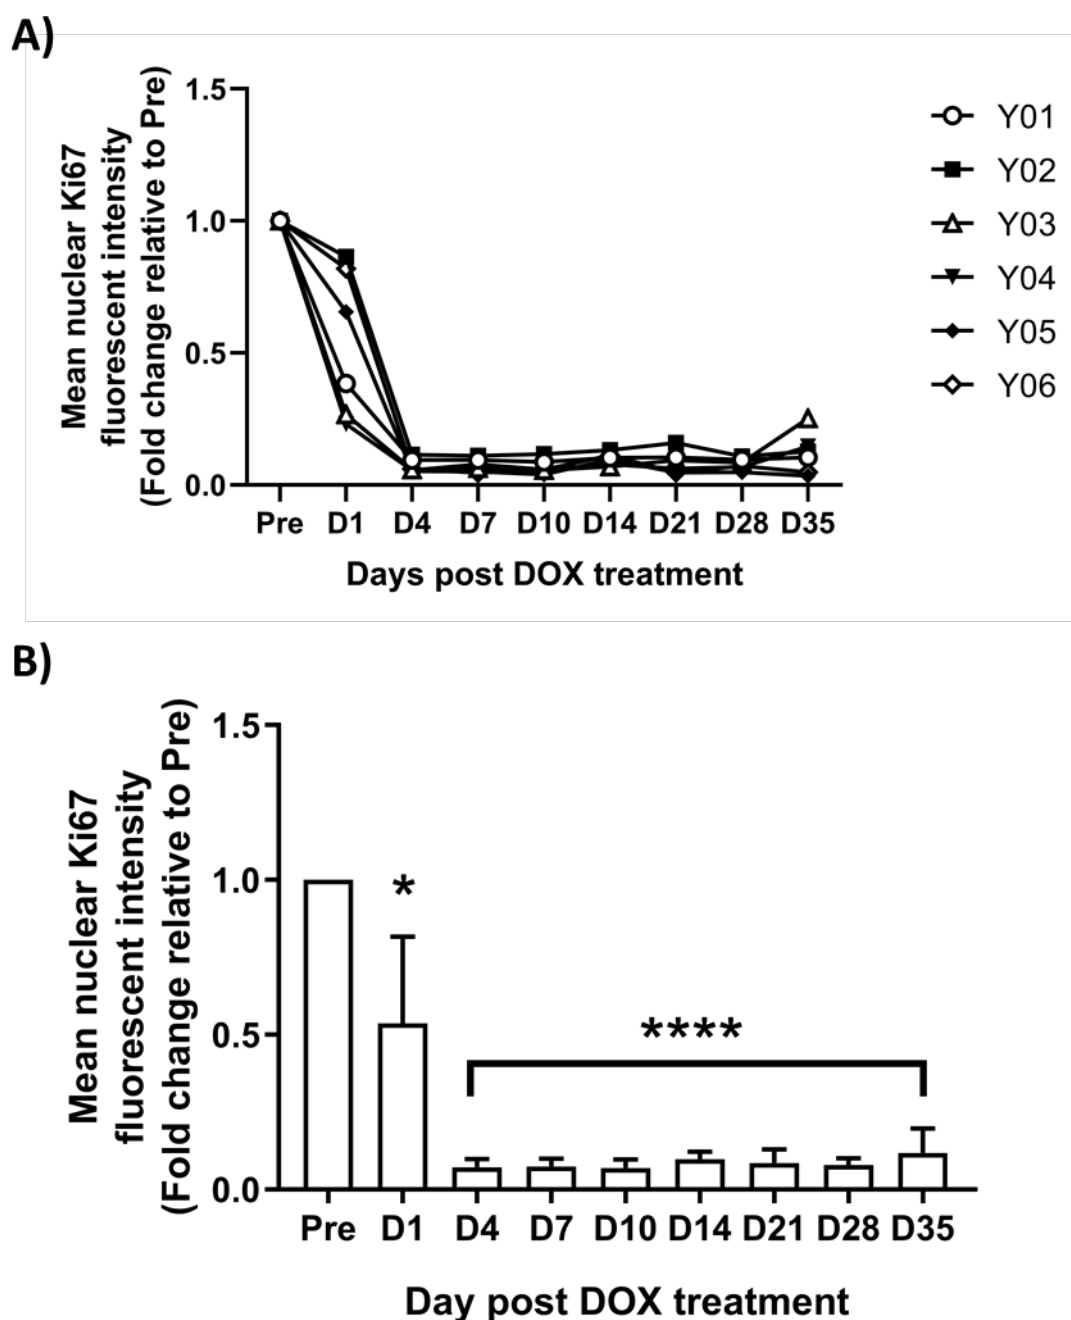 A)
Mean nuclear Ki67
fluorescent intensity
(Fold change relative to Pre)
1.5
1.0
0.5
0.0
Pre D1 D4 D7 D10 D14 D21 D28 D35
Days post DOX treatment
Y01
Y02
Y03
Y04
Y05
Y06
B)
Mean nuclear Ki67
fluorescent intensity
(Fold change relative to Pre)
1.5
1.0
0.5
0.0
*
****
Pre D1 D4 D7 D10 D14 D21 D28 D35
Day post DOX treatment